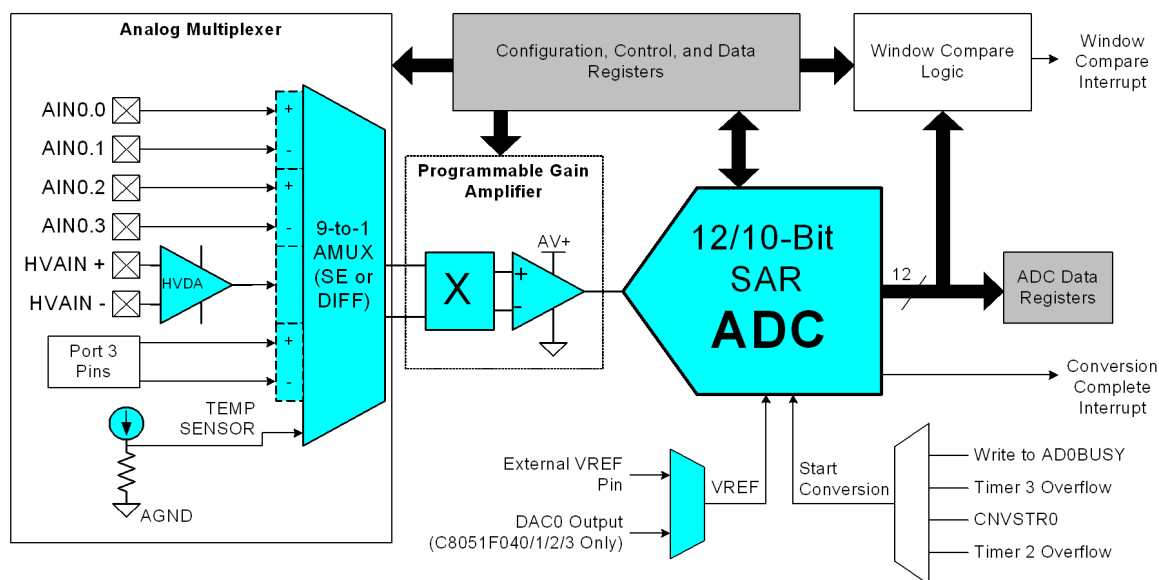 Analog Multiplexer
AIN0.0
AIN0.1
AIN0.2
AIN0.3
HVAIN +
HVAIN -
HVDA
Port 3
Pins
+
-
+
-
+
-
9-to-1
AMUX
(SE or
DIFF)
TEMP
SENSOR
AGND
Configuration, Control, and Data
Registers
Programmable Gain
Amplifier
X
+
-
AV+
12/10-Bit
SAR
ADC
Window Compare
Logic
Window
Compare
Interrupt
12
ADC Data
Registers
Conversion
Complete
Interrupt
External VREF
Pin
DAC0 Output
(C8051F040/1/2/3 Only)
VREF
Start
Conversion
Write to AD0BUSY
Timer 3 Overflow
CNVSTR0
Timer 2 Overflow